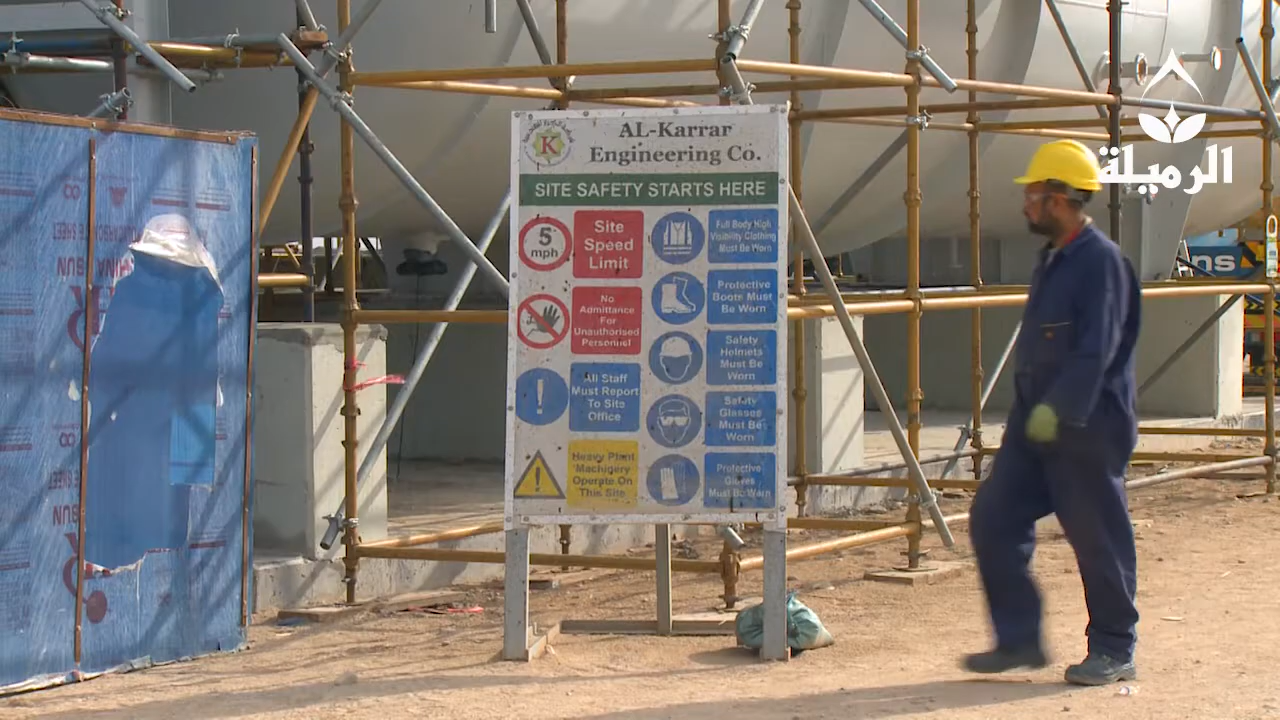 الرميلة
AL-Karrar
Engineering Co.
K
SITE SAFETY STARTS HERE
5
mph
Site
Speed
Limit
Full Body High
Visibility Clothing
Must Be Worn
No
Admittance
For
Unauthorised
Personnel
Protective
Boots Must
Be Worn
Safety
Helmets
Must Be
Worn
All Staff
Must Report
To Site
Office
Safety
Glasses
Must Be
Worn
Heavy Plant
Machigery
Operate On
This Site
Protective
Gloves
Must Be Worn
ns